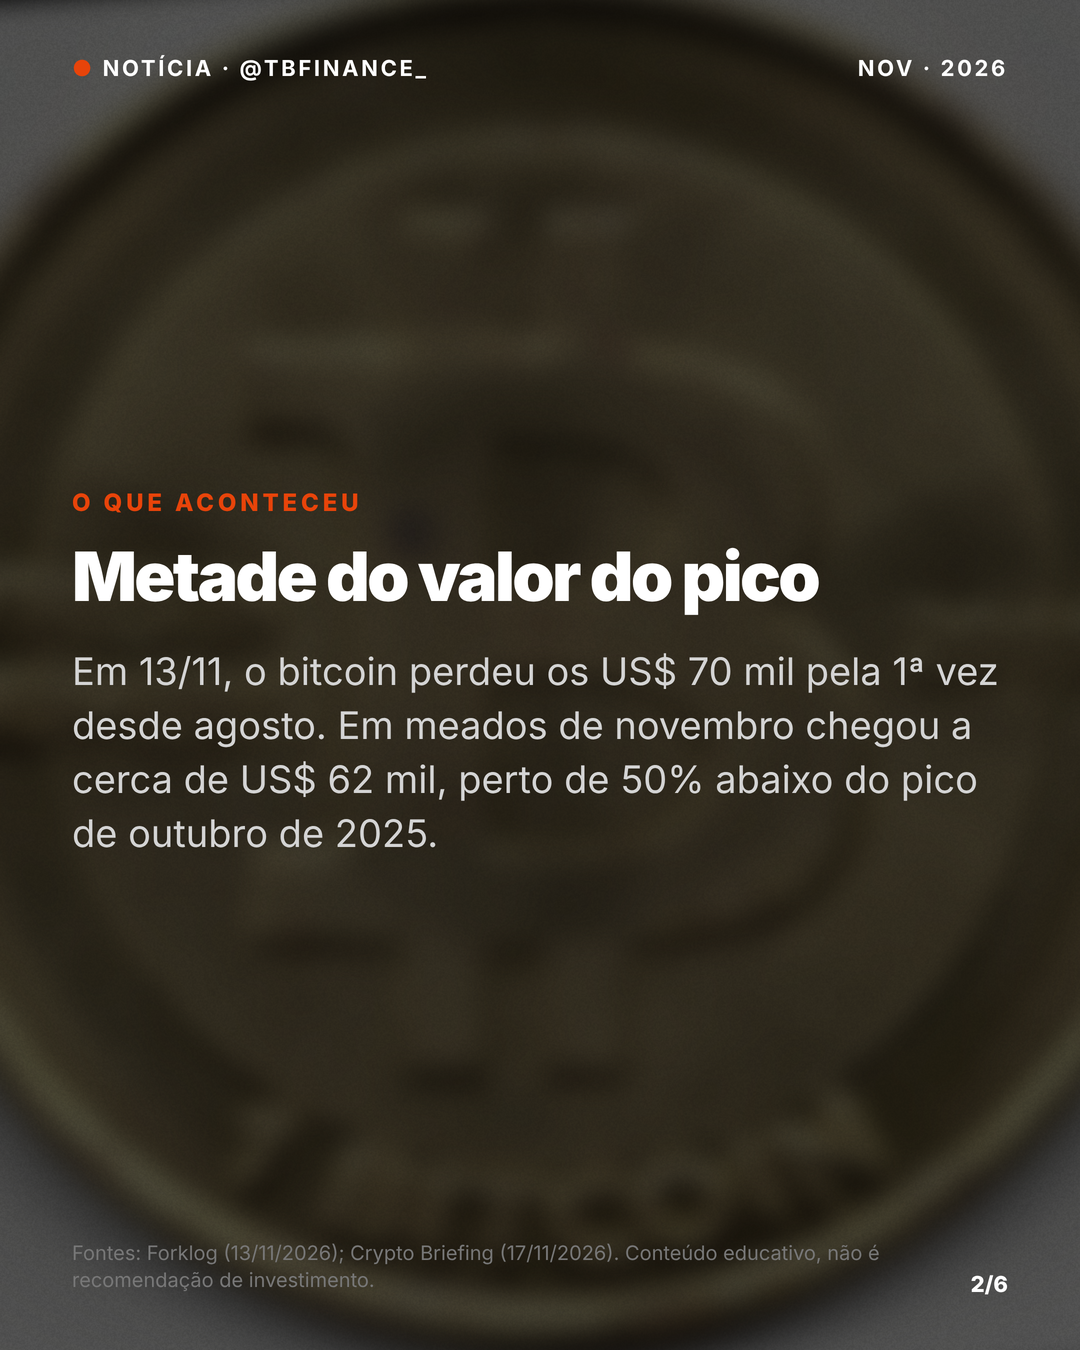 NOTÍCIA · @TBFINANCE_
NOV · 2026
O QUE ACONTECEU
Metade do valor do pico
Em 13/11, o bitcoin perdeu os US$ 70 mil pela 1ª vez
desde agosto. Em meados de novembro chegou a
cerca de US$ 62 mil, perto de 50% abaixo do pico
de outubro de 2025.
Fontes: Forklog (13/11/2026); Crypto Briefing (17/11/2026). Conteúdo educativo, não é
recomendação de investimento.
2/6